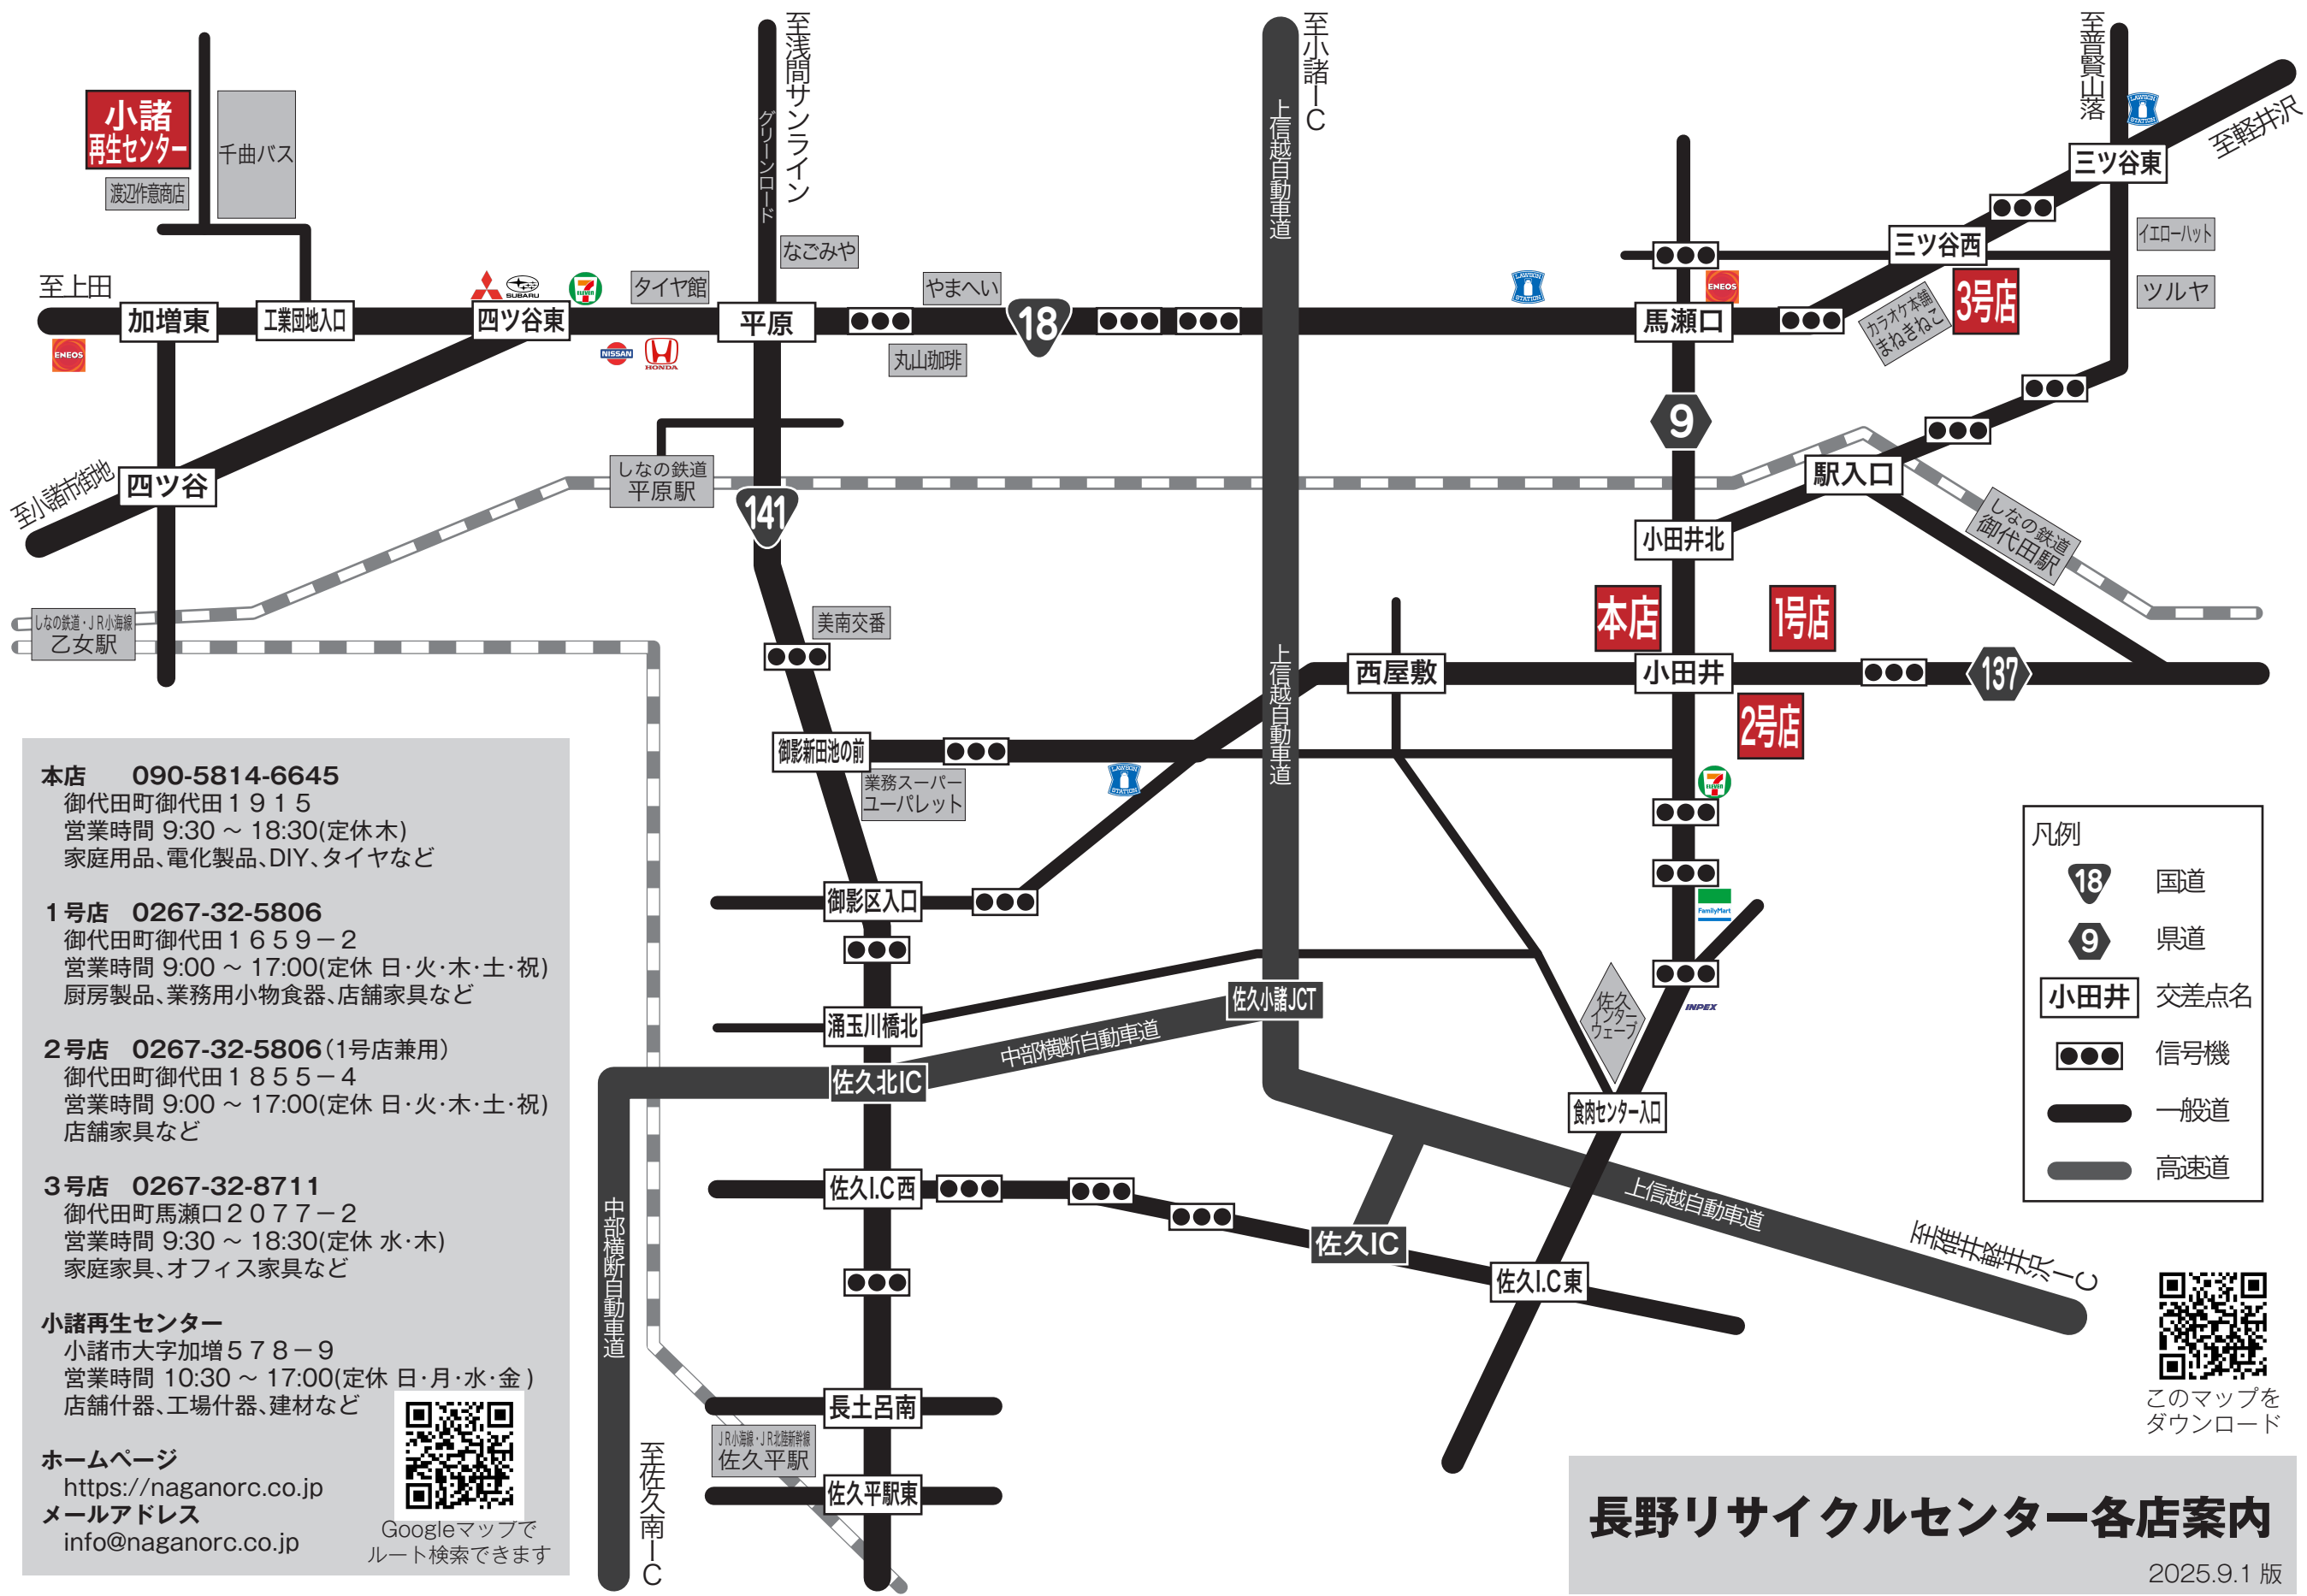 至浅間サンライン
グリーンロード
至小諸IC
上信越自動車道
至普賢山落
LAWSON STATION
至軽井沢
小諸
再生センター
千曲バス
渡辺作意商店
三ツ谷東
三ツ谷西
イエローハット
ツルヤ
3号店
カラオケ本舗
まねきねこ
なごみや
タイヤ館
やまへい
至上田
加増東
工業団地入口
四ツ谷東
平原
18
馬瀬口
SUBARU
7 ELEVEN
LAWSON STATION
ENEOS
ENEOS
NISSAN
HONDA
丸山珈琲
9
至小諸市街地
四ツ谷
しなの鉄道
平原駅
141
駅入口
小田井北
しなの鉄道
御代田駅
しなの鉄道・JR小海線
乙女駅
美南交番
本店
1号店
西屋敷
小田井
137
2号店
上信越自動車道
御影新田池の前
業務スーパー
ユーパレット
LAWSON STATION
7 ELEVEN
御影区入口
FamilyMart
涌玉川橋北
佐久小諸JCT
中部横断自動車道
佐久北IC
佐久
インター
ウェーブ
INPEX
食肉センター入口
佐久I.C西
佐久IC
佐久I.C東
上信越自動車道
至碓井軽井沢IC
中部横断自動車道
長土呂南
JR小海線・JR北陸新幹線
佐久平駅
佐久平駅東
至佐久南IC
本店 090-5814-6645
御代田町御代田1915
営業時間 9:30 ～ 18:30(定休木)
家庭用品、電化製品、DIY、タイヤなど
1号店 0267-32-5806
御代田町御代田1659－2
営業時間 9:00 ～ 17:00(定休 日・火・木・土・祝)
厨房製品、業務用小物食器、店舗家具など
2号店 0267-32-5806（1号店兼用）
御代田町御代田1855－4
営業時間 9:00 ～ 17:00(定休 日・火・木・土・祝)
店舗家具など
3号店 0267-32-8711
御代田町馬瀬口2077－2
営業時間 9:30 ～ 18:30(定休 水・木)
家庭家具、オフィス家具など
小諸再生センター
小諸市大字加増578－9
営業時間 10:30 ～ 17:00(定休 日・月・水・金 )
店舗什器、工場什器、建材など
ホームページ
https://naganorc.co.jp
メールアドレス
info@naganorc.co.jp
Googleマップで
ルート検索できます
凡例
18 国道
9 県道
小田井 交差点名
信号機
一般道
高速道
このマップを
ダウンロード
長野リサイクルセンター各店案内
2025.9.1 版